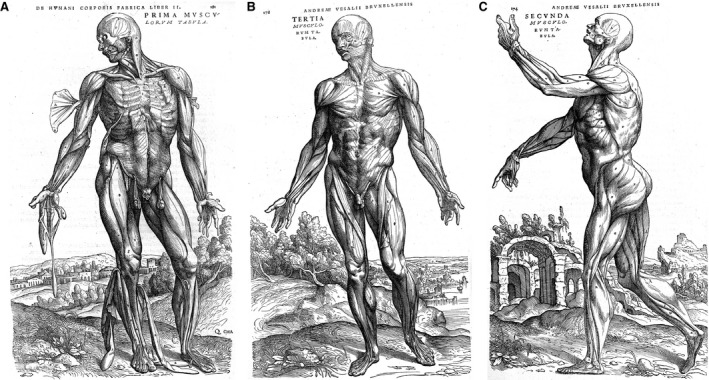 A
DE HVMANI CORPORIS FABRICA LIBER II.
PRIMA MVSCV-
LORVM TABVLA.
B
ANDREAE VESALII BRVXELLENSIS
TERTIA
MVSCVLO-
RVM TA-
BVLA.
C
ANDREAE VESALII BRVXELLENSIS
SECVNDA
MVSCVLO-
RVM TA-
BVLA.